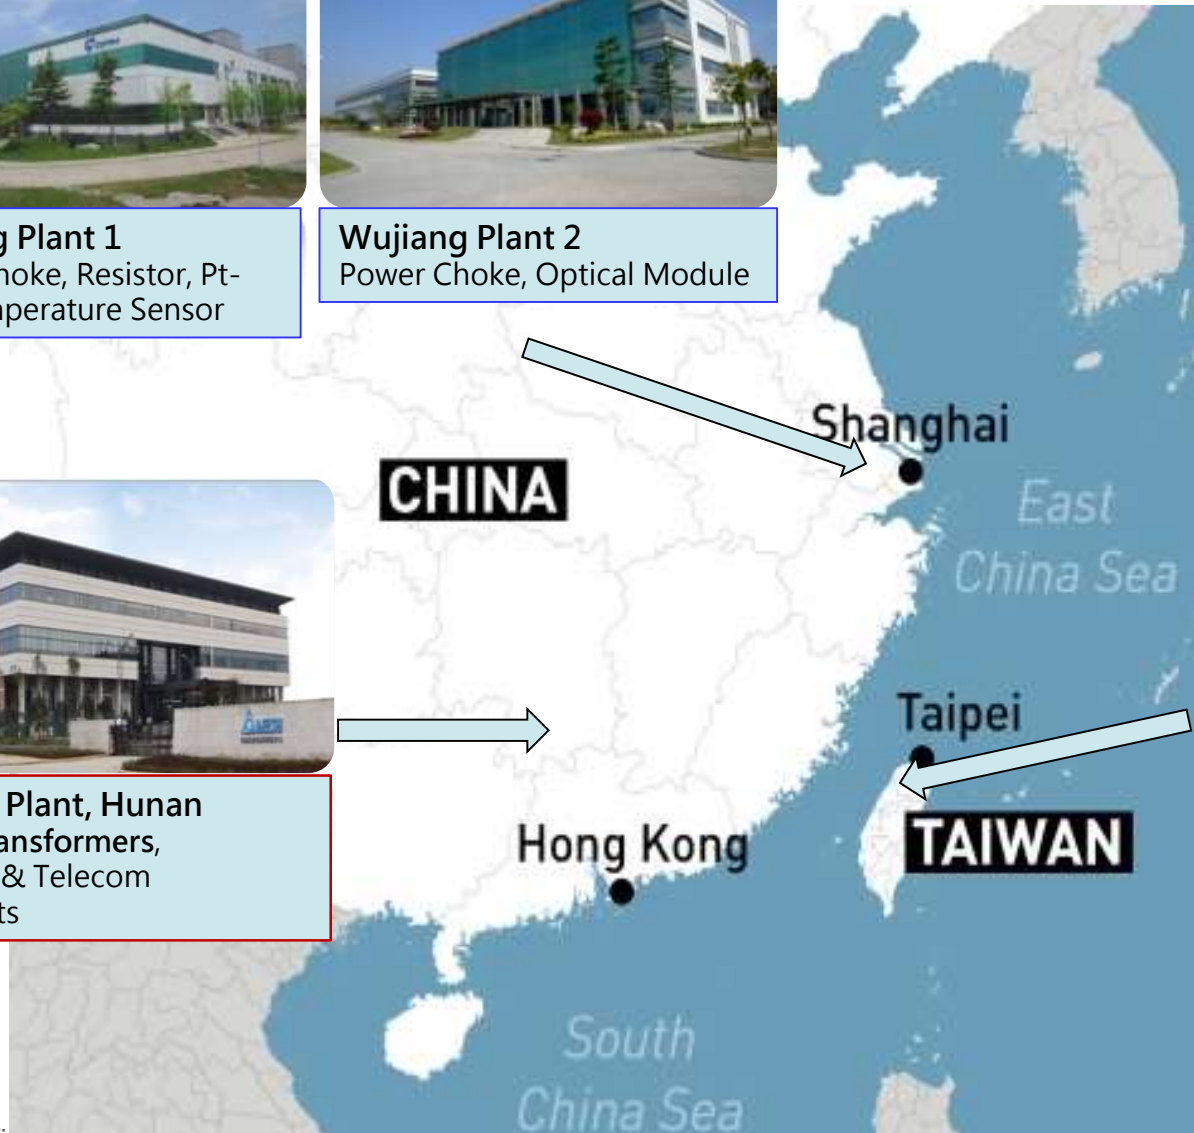 g Plant 1
hoke, Resistor, Pt-
perature Sensor
Wujiang Plant 2
Power Choke, Optical Module
Shanghai
CHINA
East
China Sea
Taipei
TAIWAN
Hong Kong
Plant, Hunan
ansformers,
& Telecom
ts
South
China Sea